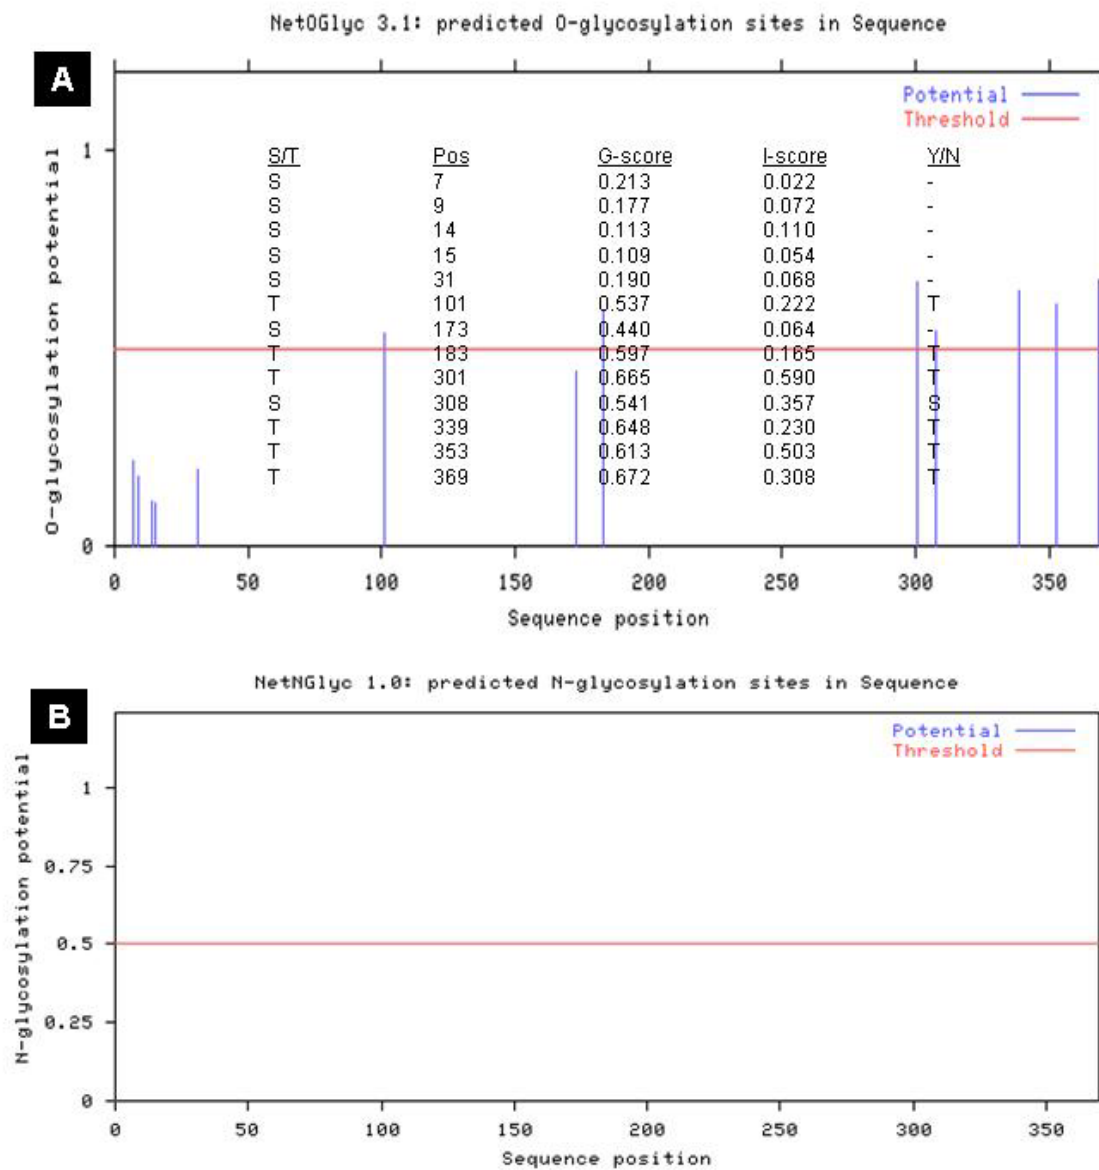 NetOGlyc 3.1: predicted O-glycosylation sites in Sequence
A
Potential
Threshold
O-glycosylation potential
1
0
S/T Pos G-score I-score Y/N
S 7 0.213 0.022 -
S 9 0.177 0.072 -
S 14 0.113 0.110 -
S 15 0.109 0.054 -
S 31 0.190 0.068 -
T 101 0.537 0.222 T
S 173 0.440 0.064 -
T 183 0.597 0.165 T
T 301 0.665 0.590 T
S 308 0.541 0.357 S
T 339 0.648 0.230 T
T 353 0.613 0.503 T
T 369 0.672 0.308 T
0 50 100 150 200 250 300 350
Sequence position
NetNGlyc 1.0: predicted N-glycosylation sites in Sequence
B
Potential
Threshold
N-glycosylation potential
1
0.75
0.5
0.25
0
0 50 100 150 200 250 300 350
Sequence position